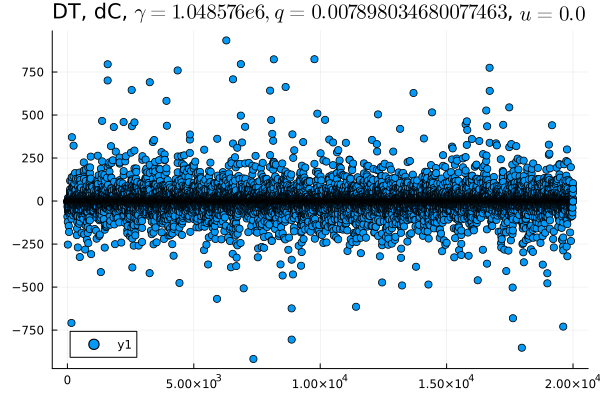 DT, dC, γ = 1.048576e6, q = 0.007898034680077463, u = 0.0
750
500
250
0
−250
−500
−750
y1
0 5.00×10³ 1.00×10⁴ 1.50×10⁴ 2.00×10⁴